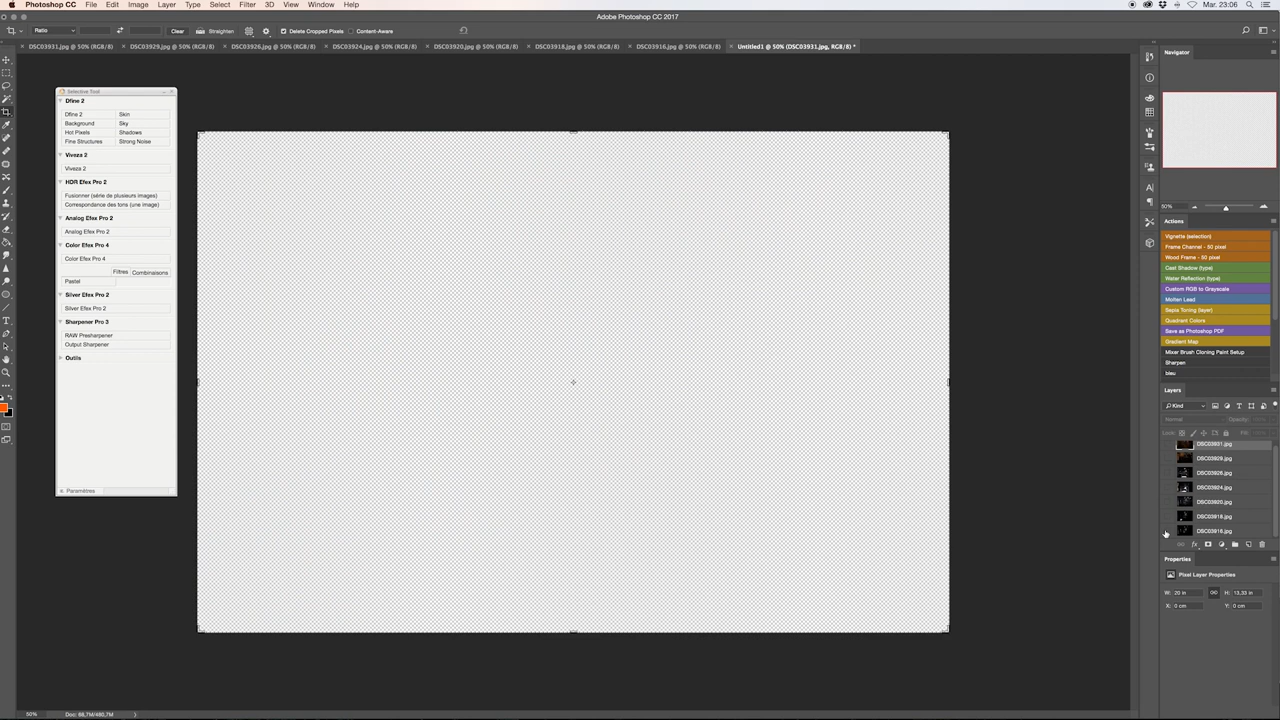 Photoshop CC File Edit Image Layer Type Select Filter 3D View Window Help Mar. 23:06
Adobe Photoshop CC 2017
Ratio Clear Straighten Delete Cropped Pixels Content-Aware
DSC03931.jpg @ 50% (RGB/8) DSC03929.jpg @ 50% (RGB/8) DSC03926.jpg @ 50% (RGB/8) DSC03924.jpg @ 50% (RGB/8) DSC03920.jpg @ 50% (RGB/8) DSC03918.jpg @ 50% (RGB/8) DSC03916.jpg @ 50% (RGB/8) Untitled1 @ 50% (DSC03931.jpg, RGB/8) *
Selective Tool
Dfine 2
Dfine 2 Skin
Background Sky
Hot Pixels Shadows
Fine Structures Strong Noise
Viveza 2
Viveza 2
HDR Efex Pro 2
Fusionner (série de plusieurs images)
Correspondance des tons (une image)
Analog Efex Pro 2
Analog Efex Pro 2
Color Efex Pro 4
Color Efex Pro 4
Filtres Combinaisons
Pastel
Silver Efex Pro 2
Silver Efex Pro 2
Sharpener Pro 3
RAW Presharpener
Output Sharpener
Outils
Paramètres
Navigator
50%
Actions
Vignette (selection)
Frame Channel - 50 pixel
Wood Frame - 50 pixel
Cast Shadow (type)
Water Reflection (type)
Custom RGB to Grayscale
Molten Lead
Sepia Toning (layer)
Quadrant Colors
Save as Photoshop PDF
Gradient Map
Mixer Brush Cloning Paint Setup
Sharpen
bleu
Layers
Kind
Normal Opacity:
Lock: Fill:
DSC03931.jpg
DSC03929.jpg
DSC03926.jpg
DSC03924.jpg
DSC03920.jpg
DSC03918.jpg
DSC03916.jpg
fx
Properties
Pixel Layer Properties
W: 20 in H: 13,33 in
X: 0 cm Y: 0 cm
50% Doc: 68,7M/480,7M